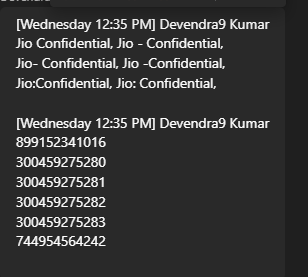 [Wednesday 12:35 PM] Devendra9 Kumar
Jio Confidential, Jio - Confidential,
Jio- Confidential, Jio -Confidential,
Jio:Confidential, Jio: Confidential,
[Wednesday 12:35 PM] Devendra9 Kumar
899152341016
300459275280
300459275281
300459275282
300459275283
744954564242